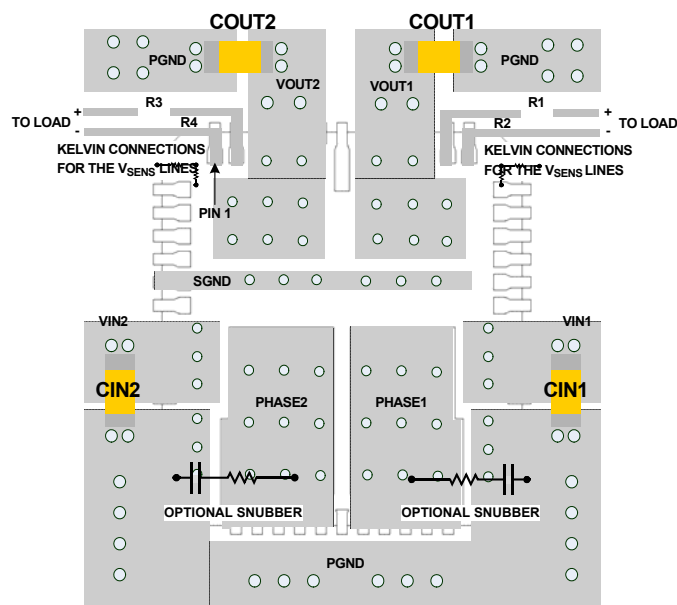 COUT2
COUT1
PGND
PGND
VOUT2
VOUT1
R3
R1
+
+
TO LOAD
TO LOAD
R4
R2
-
-
KELVIN CONNECTIONS
FOR THE VSENS LINES
KELVIN CONNECTIONS
FOR THE VSENS LINES
PIN 1
SGND
VIN2
VIN1
CIN2
CIN1
PHASE2
PHASE1
OPTIONAL SNUBBER
OPTIONAL SNUBBER
PGND